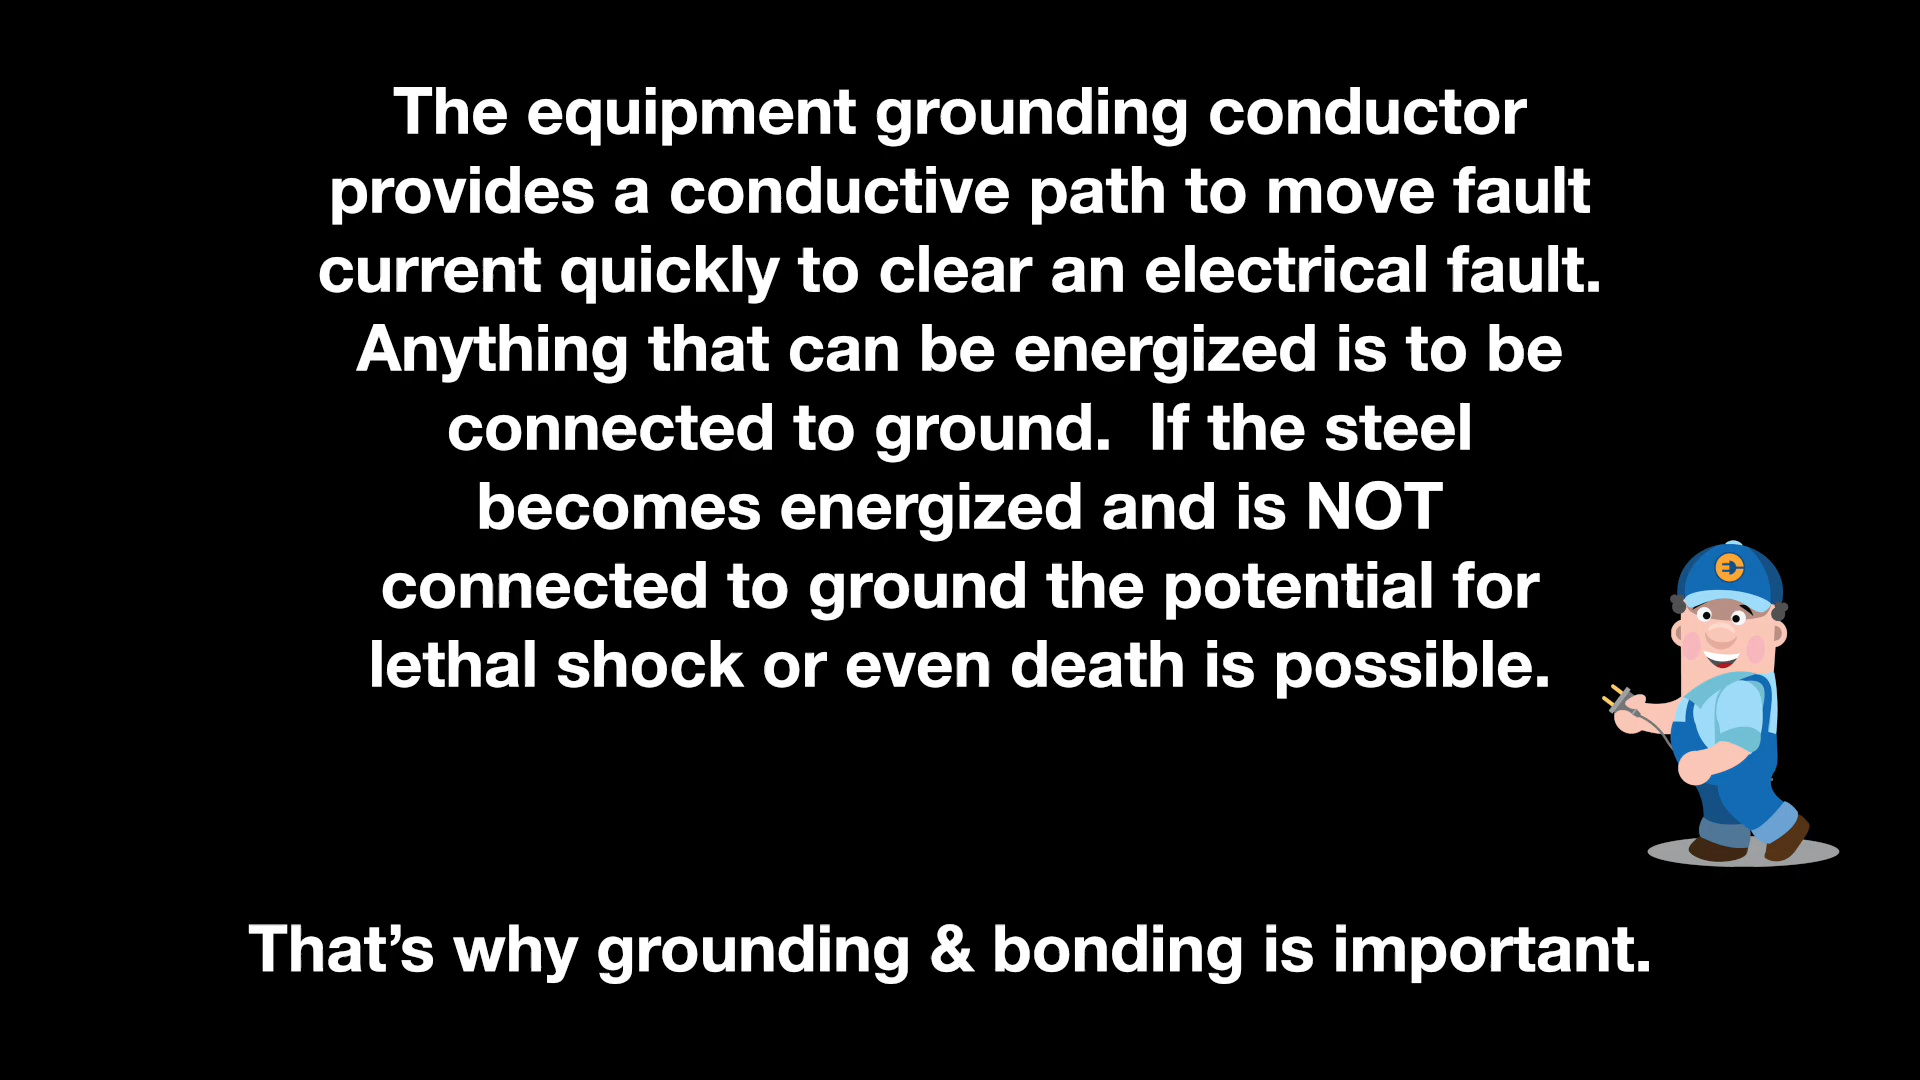 The equipment grounding conductor
provides a conductive path to move fault
current quickly to clear an electrical fault.
Anything that can be energized is to be
connected to ground.  If the steel
becomes energized and is NOT
connected to ground the potential for
lethal shock or even death is possible.
That’s why grounding & bonding is important.